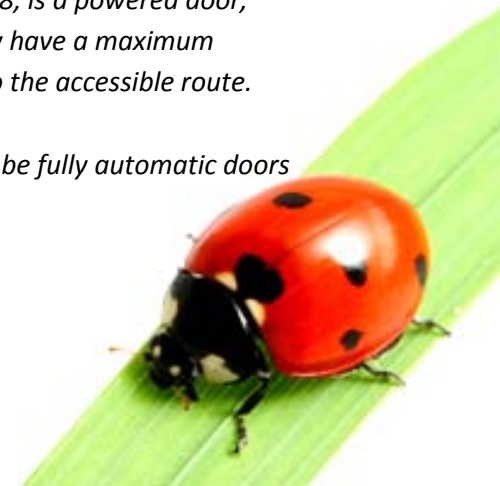 8, is a powered door,
have a maximum
the accessible route.
be fully automatic doors